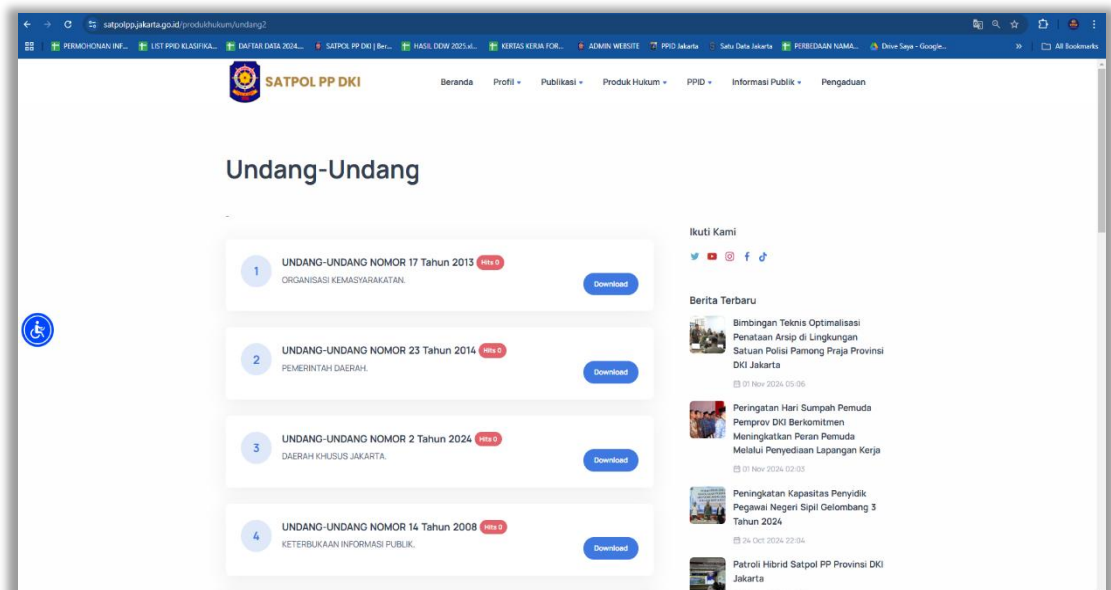 satpolpp.jakarta.go.id/produkhukum/undang2
PERMOHONAN INF... LIST PPID KLASIFIKA... DAFTAR DATA 2024... SATPOL PP DKI | Ber... HASIL DDW 2025.xl... KERTAS KERJA FOR... ADMIN WEBSITE PPID Jakarta Satu Data Jakarta PERBEDAAN NAMA... Drive Saya - Google... » All Bookmarks
SATPOL PP DKI Beranda Profil Publikasi Produk Hukum PPID Informasi Publik Pengaduan
Undang-Undang
-
1
UNDANG-UNDANG NOMOR 17 Tahun 2013 Hits 0
ORGANISASI KEMASYARAKATAN.
Download
2
UNDANG-UNDANG NOMOR 23 Tahun 2014 Hits 0
PEMERINTAH DAERAH.
Download
3
UNDANG-UNDANG NOMOR 2 Tahun 2024 Hits 0
DAERAH KHUSUS JAKARTA.
Download
4
UNDANG-UNDANG NOMOR 14 Tahun 2008 Hits 0
KETERBUKAAN INFORMASI PUBLIK.
Download
Ikuti Kami
Berita Terbaru
Bimbingan Teknis Optimalisasi
Penataan Arsip di Lingkungan
Satuan Polisi Pamong Praja Provinsi
DKI Jakarta
01 Nov 2024 05:06
Peringatan Hari Sumpah Pemuda
Pemprov DKI Berkomitmen
Meningkatkan Peran Pemuda
Melalui Penyediaan Lapangan Kerja
01 Nov 2024 02:03
Peningkatan Kapasitas Penyidik
Pegawai Negeri Sipil Gelombang 3
Tahun 2024
24 Oct 2024 22:04
Patroli Hibrid Satpol PP Provinsi DKI
Jakarta